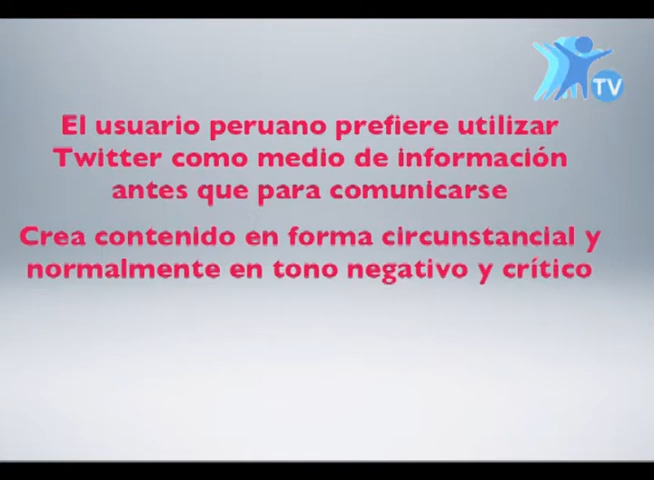 TV
El usuario peruano prefiere utilizar
Twitter como medio de información
antes que para comunicarse
Crea contenido en forma circunstancial y
normalmente en tono negativo y crítico